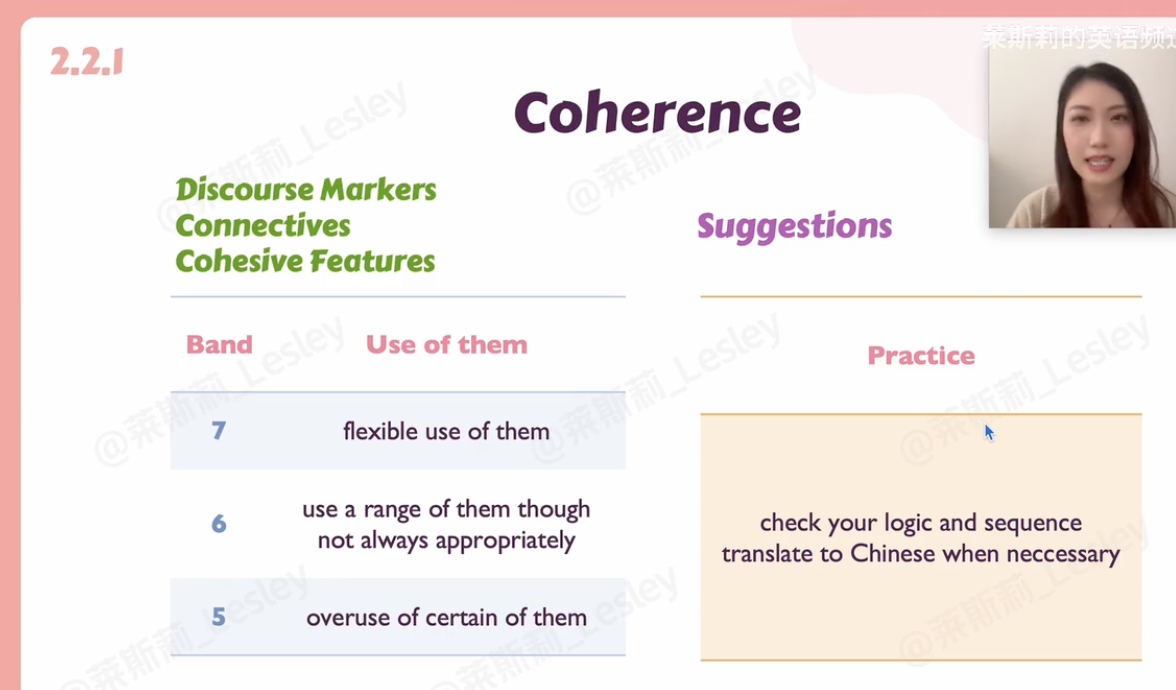 莱斯莉的英语频道
2.2.1
Coherence
Discourse Markers
Connectives
Cohesive Features
Suggestions
Band
Use of them
Practice
7
flexible use of them
6
use a range of them though
not always appropriately
check your logic and sequence
translate to Chinese when neccessary
5
overuse of certain of them
@莱斯莉_Lesley